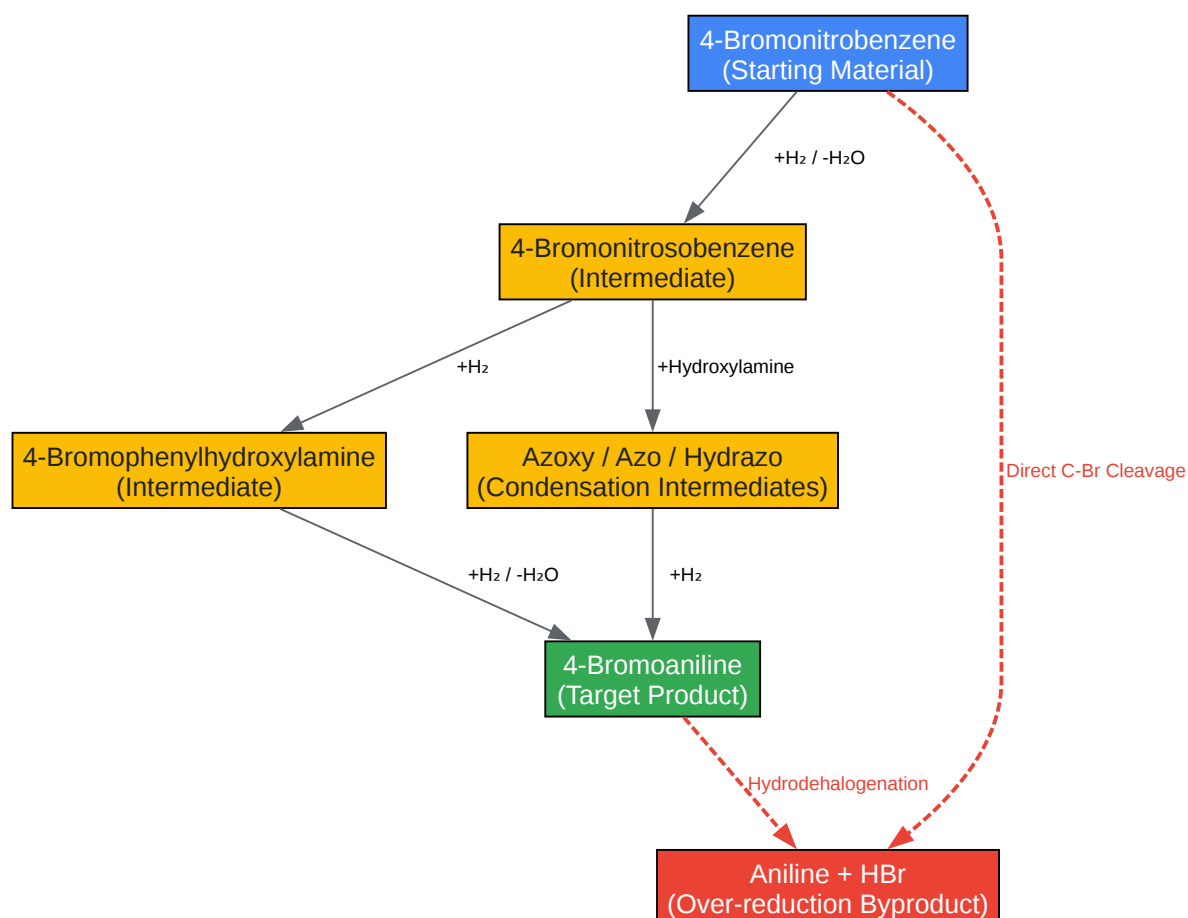 4-Bromonitrobenzene
(Starting Material)
+H₂ / -H₂O
4-Bromonitrosobenzene
(Intermediate)
+H₂
+Hydroxylamine
4-Bromophenylhydroxylamine
(Intermediate)
Azoxy / Azo / Hydrazo
(Condensation Intermediates)
Direct C-Br Cleavage
+H₂ / -H₂O
+H₂
4-Bromoaniline
(Target Product)
Hydrodehalogenation
Aniline + HBr
(Over-reduction Byproduct)